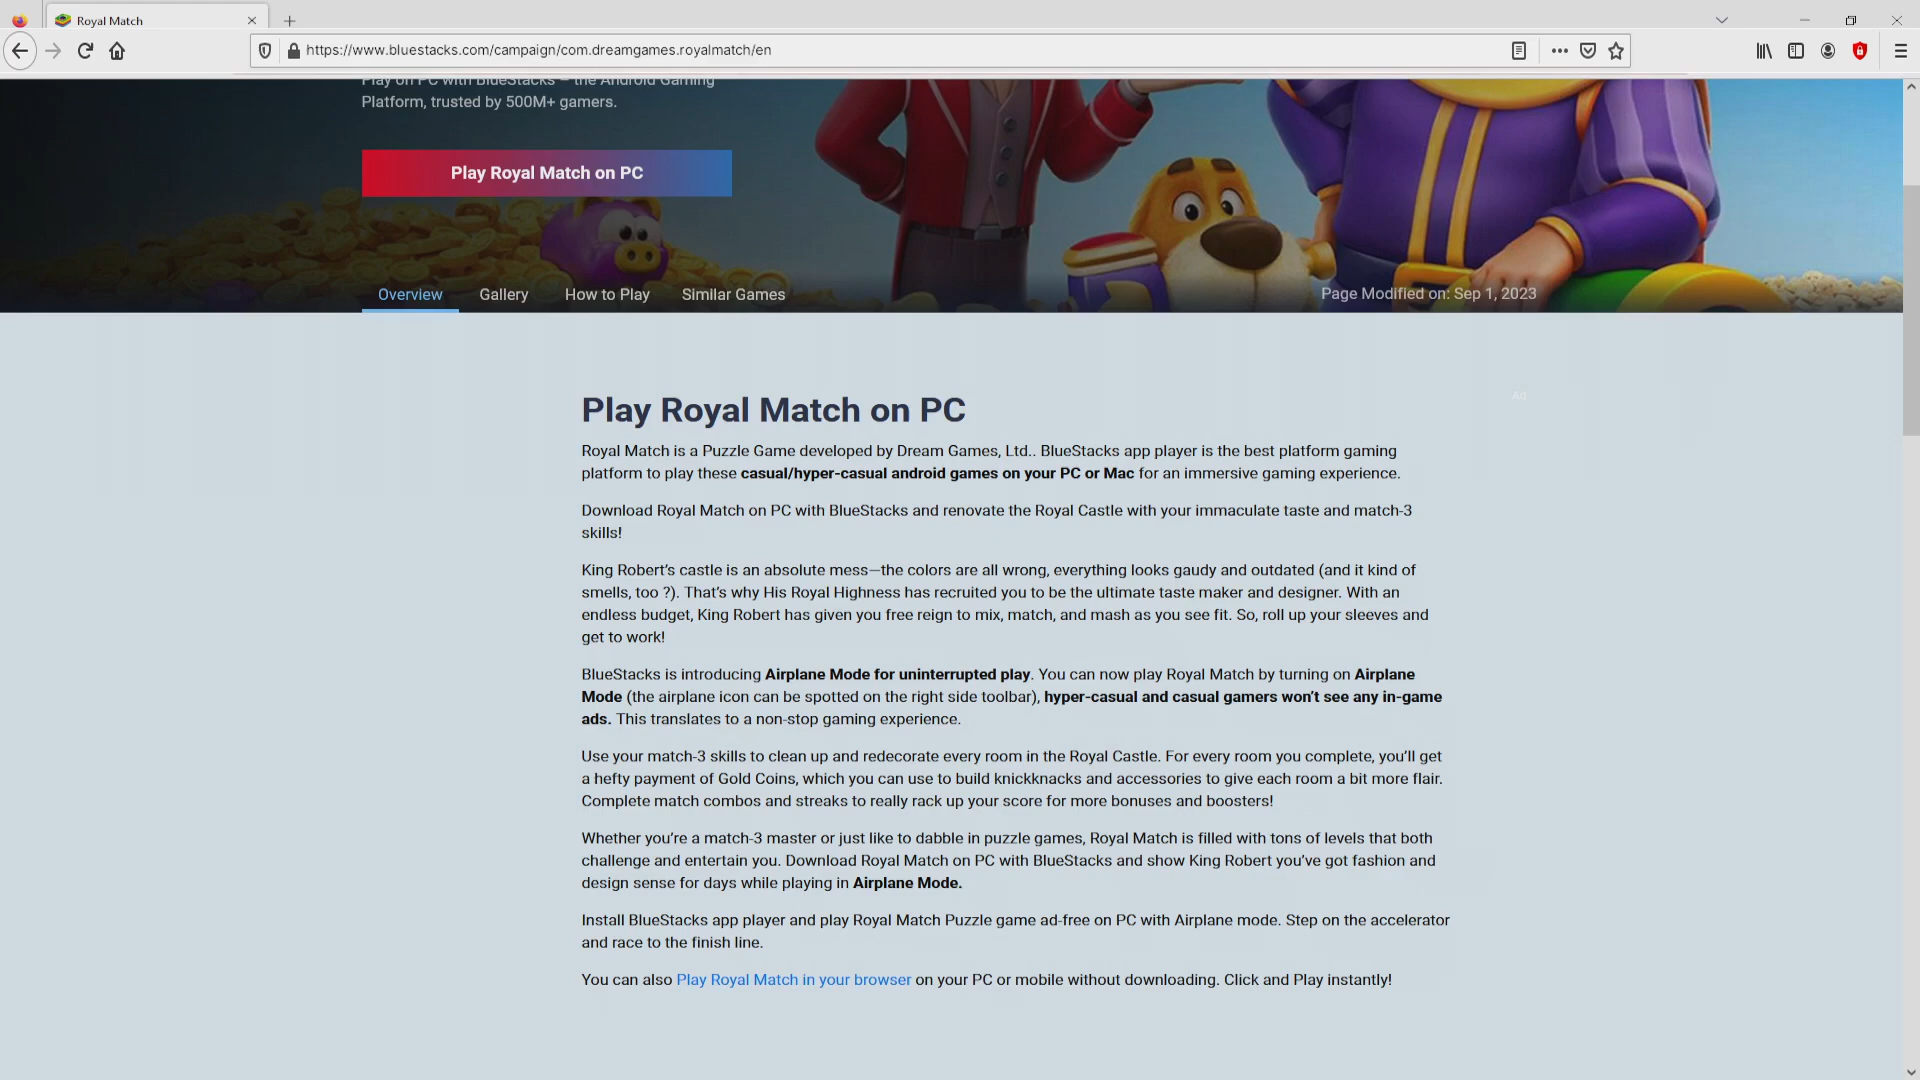 Royal Match
https://www.bluestacks.com/campaign/com.dreamgames.royalmatch/en
Play on PC with BlueStacks – the Android Gaming
Platform, trusted by 500M+ gamers.
Play Royal Match on PC
Overview
Gallery
How to Play
Similar Games
Page Modified on: Sep 1, 2023
Ad
Play Royal Match on PC
Royal Match is a Puzzle Game developed by Dream Games, Ltd.. BlueStacks app player is the best platform gaming
platform to play these casual/hyper-casual android games on your PC or Mac for an immersive gaming experience.
Download Royal Match on PC with BlueStacks and renovate the Royal Castle with your immaculate taste and match-3
skills!
King Robert’s castle is an absolute mess—the colors are all wrong, everything looks gaudy and outdated (and it kind of
smells, too ?). That’s why His Royal Highness has recruited you to be the ultimate taste maker and designer. With an
endless budget, King Robert has given you free reign to mix, match, and mash as you see fit. So, roll up your sleeves and
get to work!
BlueStacks is introducing Airplane Mode for uninterrupted play. You can now play Royal Match by turning on Airplane
Mode (the airplane icon can be spotted on the right side toolbar), hyper-casual and casual gamers won’t see any in-game
ads. This translates to a non-stop gaming experience.
Use your match-3 skills to clean up and redecorate every room in the Royal Castle. For every room you complete, you’ll get
a hefty payment of Gold Coins, which you can use to build knickknacks and accessories to give each room a bit more flair.
Complete match combos and streaks to really rack up your score for more bonuses and boosters!
Whether you’re a match-3 master or just like to dabble in puzzle games, Royal Match is filled with tons of levels that both
challenge and entertain you. Download Royal Match on PC with BlueStacks and show King Robert you’ve got fashion and
design sense for days while playing in Airplane Mode.
Install BlueStacks app player and play Royal Match Puzzle game ad-free on PC with Airplane mode. Step on the accelerator
and race to the finish line.
You can also Play Royal Match in your browser on your PC or mobile without downloading. Click and Play instantly!